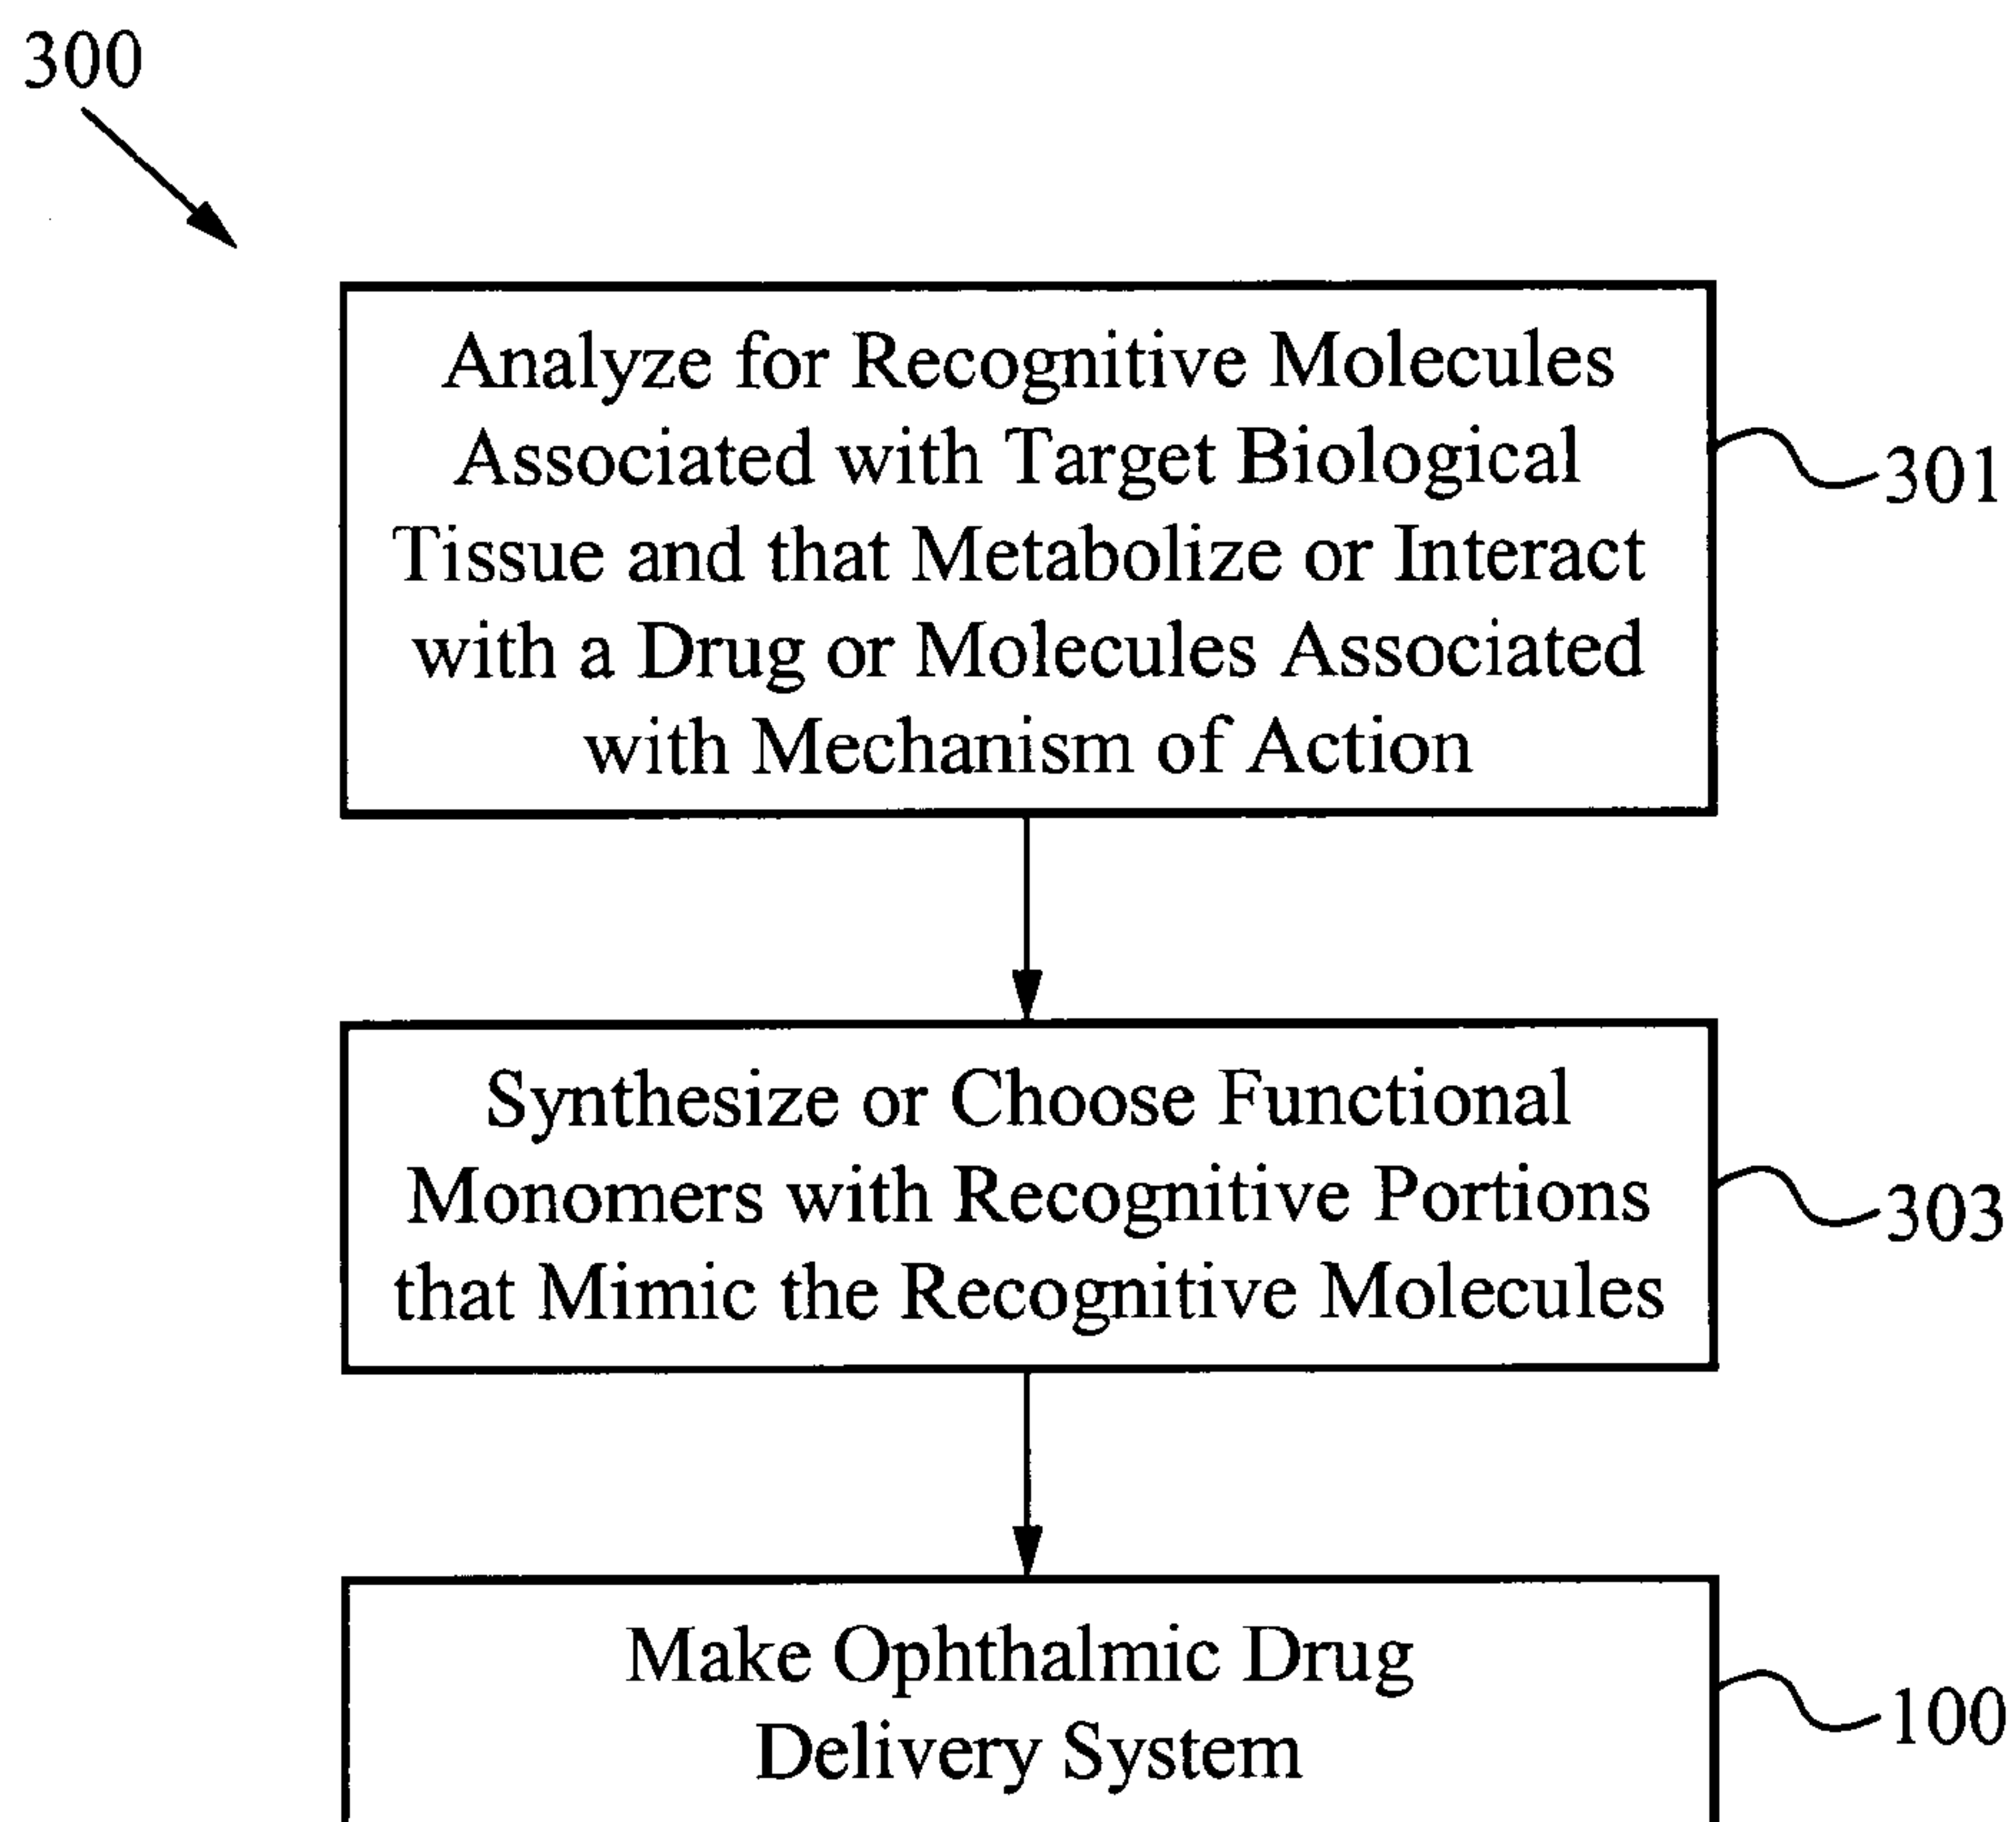 300
Analyze for Recognitive Molecules
Associated with Target Biological
Tissue and that Metabolize or Interact
with a Drug or Molecules Associated
with Mechanism of Action
301
Synthesize or Choose Functional
Monomers with Recognitive Portions
that Mimic the Recognitive Molecules
303
Make Ophthalmic Drug
Delivery System
100